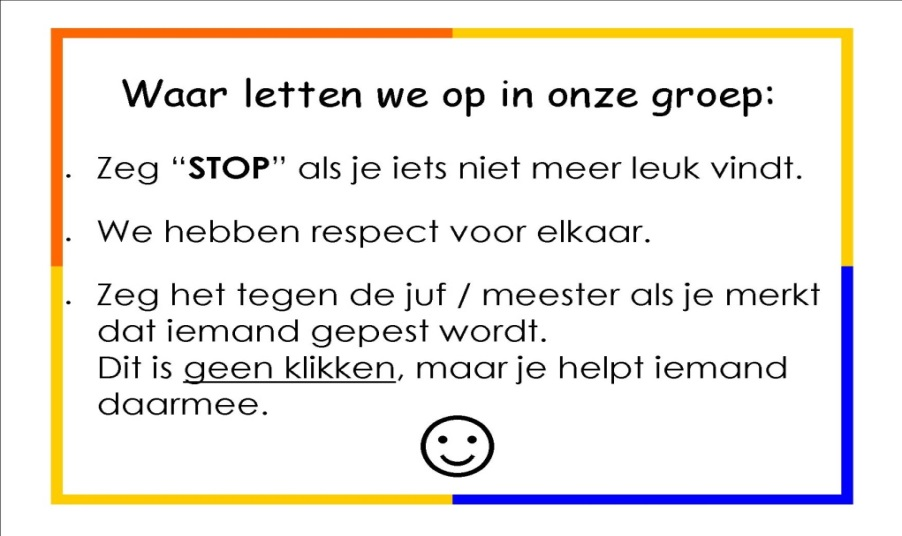 Waar letten we op in onze groep:
. Zeg “STOP” als je iets niet meer leuk vindt.
. We hebben respect voor elkaar.
. Zeg het tegen de juf / meester als je merkt
dat iemand gepest wordt.
Dit is geen klikken, maar je helpt iemand
daarmee.